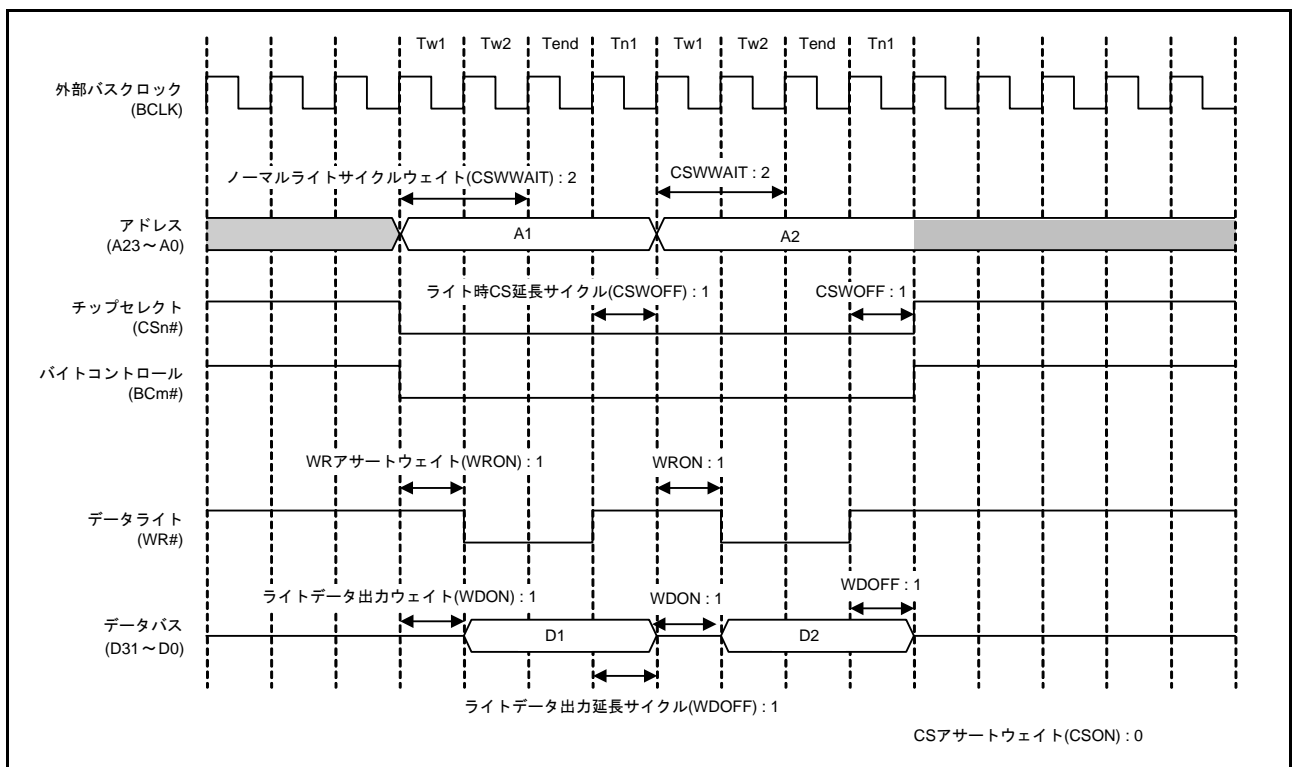 Tw1 Tw2 Tend Tn1 Tw1 Tw2 Tend Tn1
外部バスクロック
(BCLK)
ノーマルライトサイクルウェイト(CSWWAIT) : 2
CSWWAIT : 2
アドレス
(A23～A0)
A1
A2
ライト時CS延長サイクル(CSWOFF) : 1
CSWOFF : 1
チップセレクト
(CSn#)
バイトコントロール
(BCm#)
WRアサートウェイト(WRON) : 1
WRON : 1
データライト
(WR#)
ライトデータ出力ウェイト(WDON) : 1
WDON : 1
WDOFF : 1
データバス
(D31～D0)
D1
D2
ライトデータ出力延長サイクル(WDOFF) : 1
CSアサートウェイト(CSON) : 0